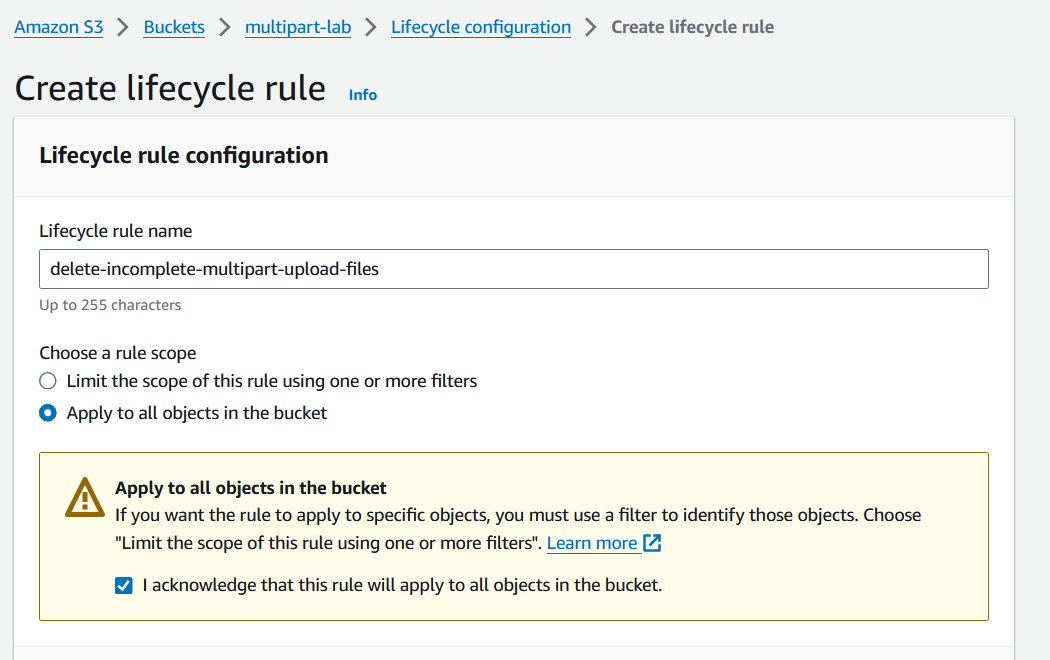 Amazon S3 > Buckets > multipart-lab > Lifecycle configuration > Create lifecycle rule
Create lifecycle rule Info
Lifecycle rule configuration
Lifecycle rule name
delete-incomplete-multipart-upload-files
Up to 255 characters
Choose a rule scope
Limit the scope of this rule using one or more filters
Apply to all objects in the bucket
Apply to all objects in the bucket
If you want the rule to apply to specific objects, you must use a filter to identify those objects. Choose
"Limit the scope of this rule using one or more filters". Learn more
I acknowledge that this rule will apply to all objects in the bucket.